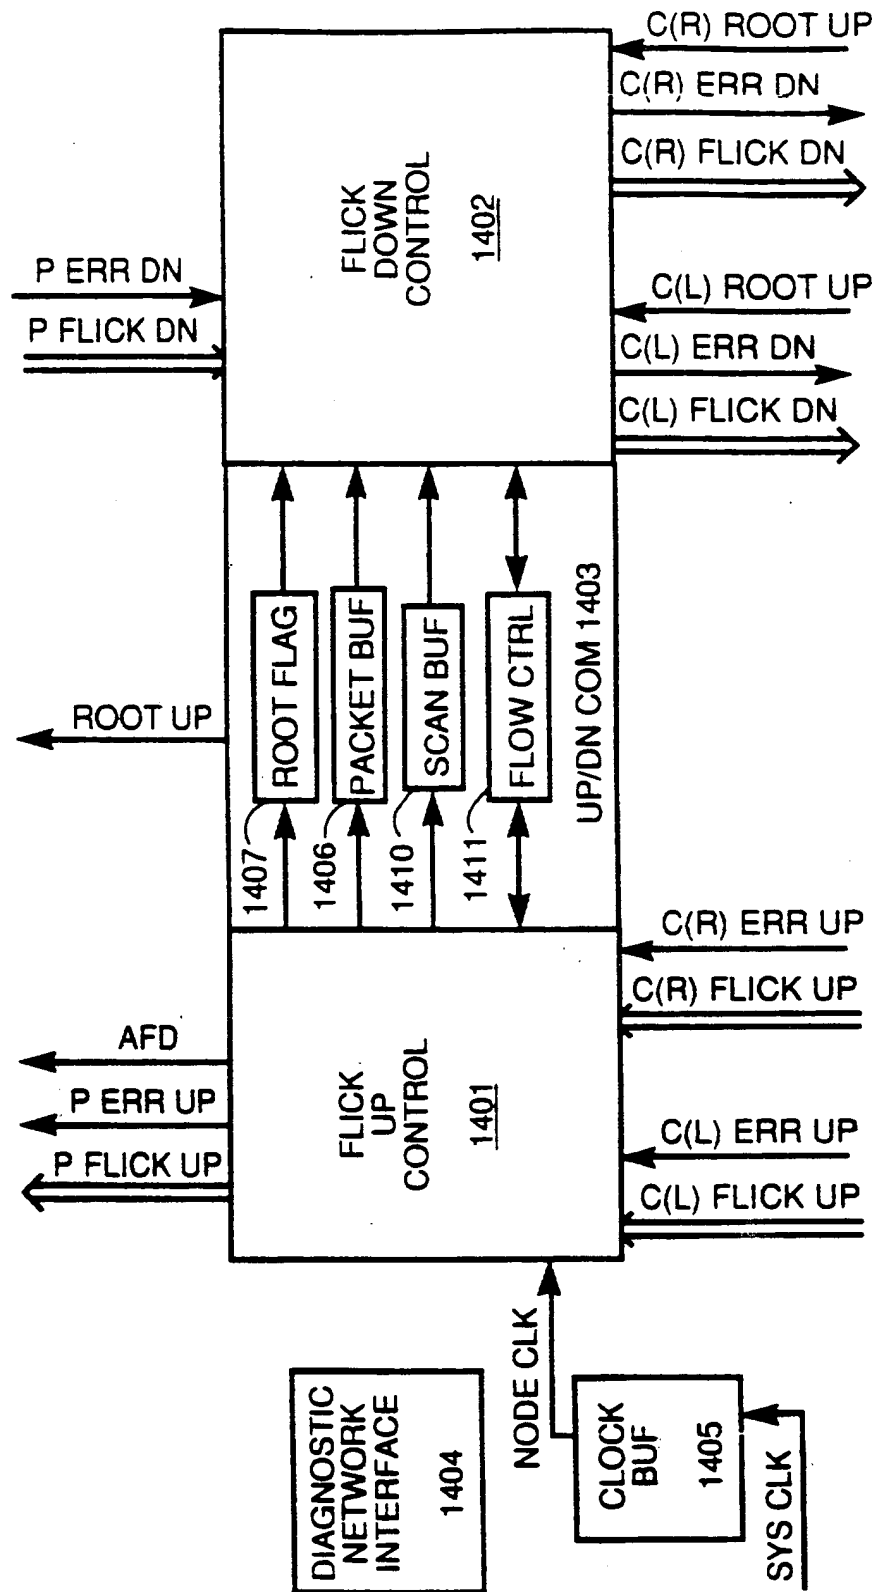 P FLICK UP
P ERR UP
AFD
ROOT UP
P FLICK DN
P ERR DN
DIAGNOSTIC
NETWORK
INTERFACE
1404
FLICK
UP
CONTROL
1401
1407
ROOT FLAG
1406
PACKET BUF
1410
SCAN BUF
1411
FLOW CTRL
UP/DN COM 1403
FLICK
DOWN
CONTROL
1402
NODE CLK
CLOCK
BUF
1405
SYS CLK
C(L) FLICK UP
C(L) ERR UP
C(R) FLICK UP
C(R) ERR UP
C(L) FLICK DN
C(L) ERR DN
C(L) ROOT UP
C(R) FLICK DN
C(R) ERR DN
C(R) ROOT UP